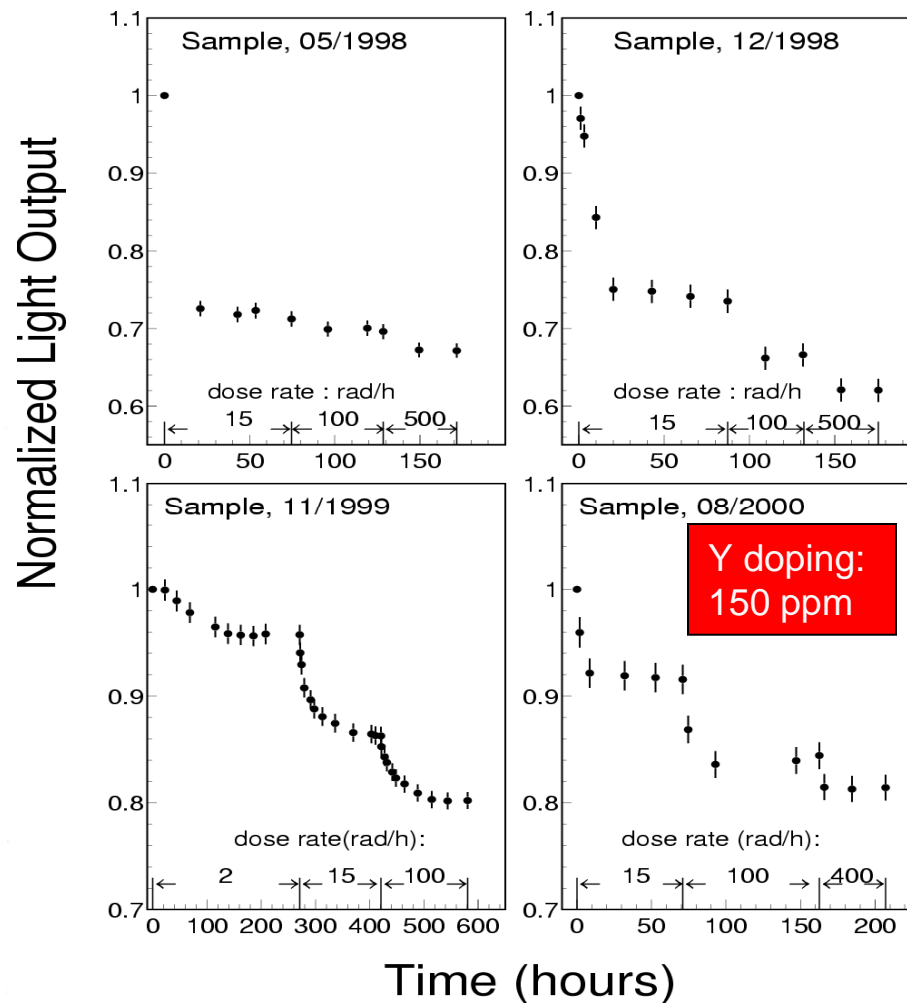 Normalized Light Output
Sample, 05/1998
1.1
1
0.9
0.8
0.7
0.6
dose rate : rad/h
15 100 500
0 50 100 150
Sample, 12/1998
1.1
1
0.9
0.8
0.7
0.6
dose rate : rad/h
15 100 500
0 50 100 150
Sample, 11/1999
1.1
1
0.9
0.8
0.7
dose rate(rad/h):
2 15 100
0 100 200 300 400 500 600
Sample, 08/2000
Y doping:
150 ppm
1.1
1
0.9
0.8
0.7
dose rate (rad/h):
15 100 400
0 50 100 150 200
Time (hours)